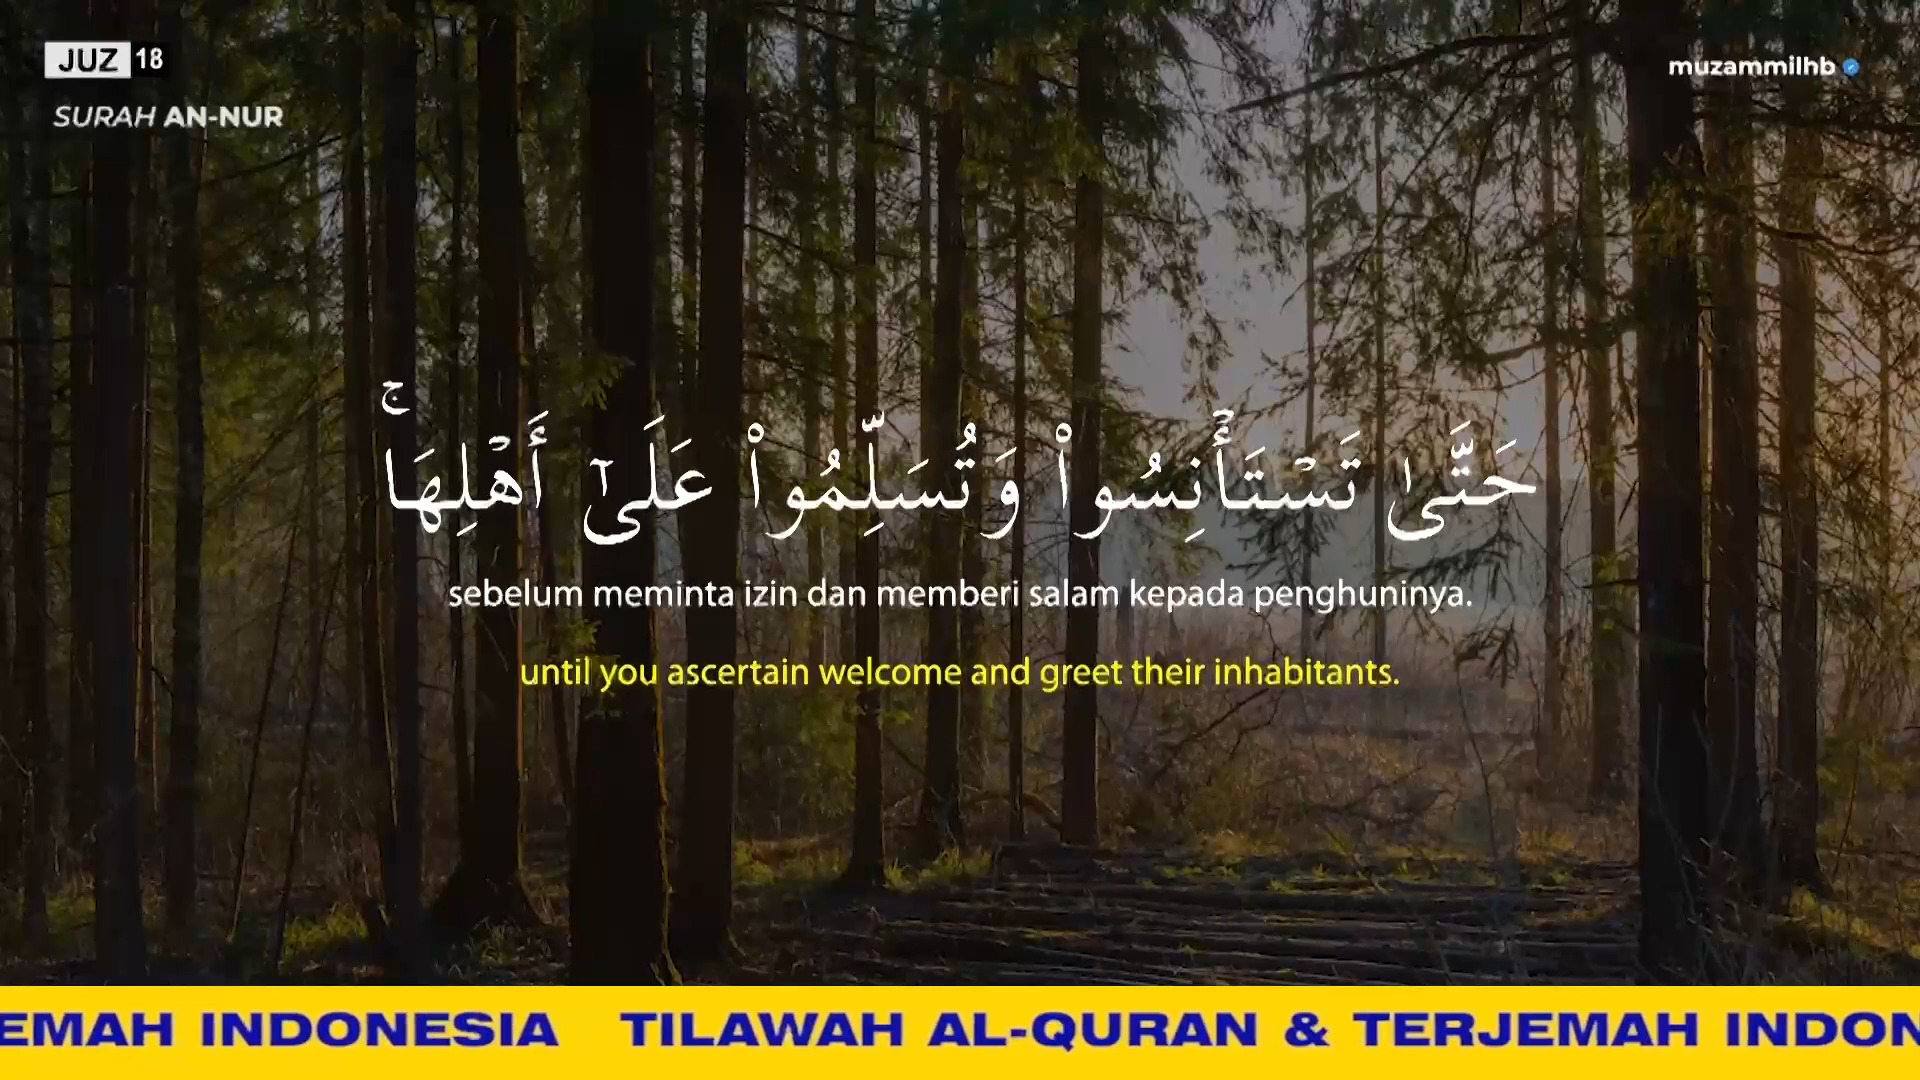 JUZ 18
muzammilhb
SURAH AN-NUR
حَتَّىٰ تَسْتَأْنِسُوا۟ وَتُسَلِّمُوا۟ عَلَىٰٓ أَهْلِهَا ۚ
sebelum meminta izin dan memberi salam kepada penghuninya.
until you ascertain welcome and greet their inhabitants.
EMAH INDONESIA TILAWAH AL-QURAN & TERJEMAH INDON